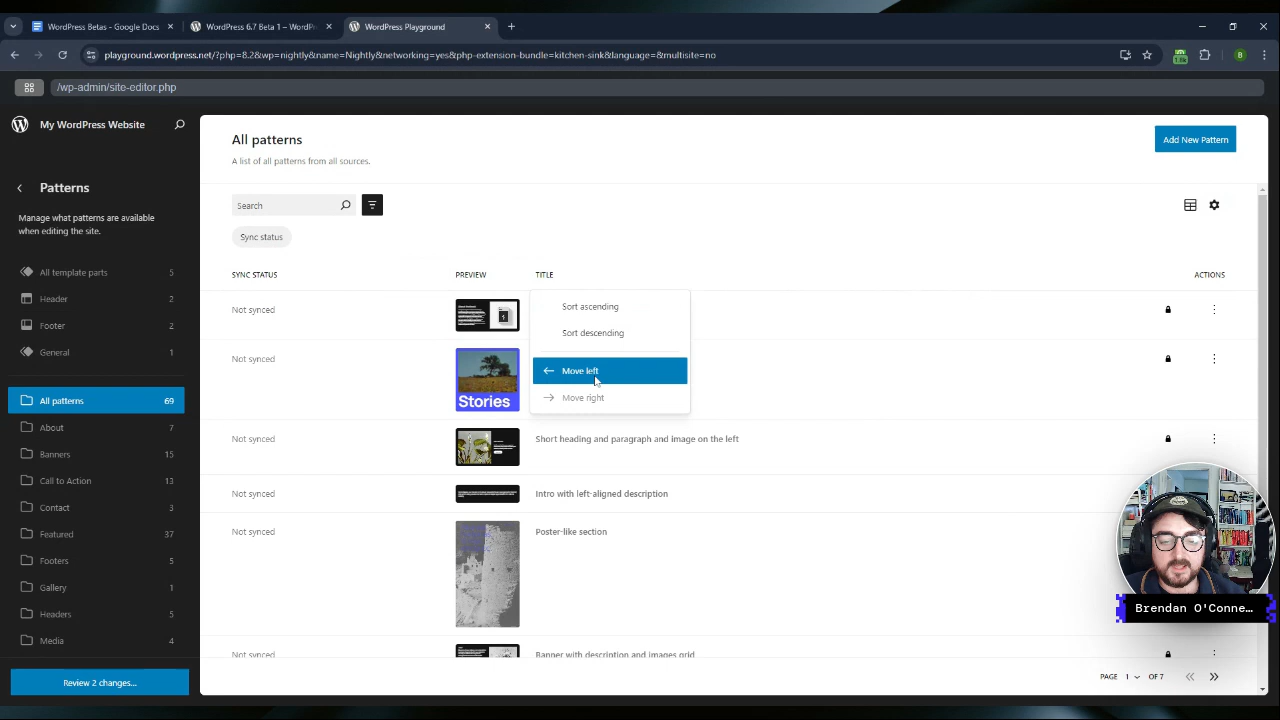 WordPress Betas - Google Docs
WordPress 6.7 Beta 1 – WordPr
WordPress Playground
playground.wordpress.net/?php=8.2&wp=nightly&name=Nightly&networking=yes&php-extension-bundle=kitchen-sink&language=&multisite=no
1.8k
B
/wp-admin/site-editor.php
My WordPress Website
Patterns
Manage what patterns are available
when editing the site.
All template parts 5
Header 2
Footer 2
General 1
All patterns 69
About 7
Banners 15
Call to Action 13
Contact 3
Featured 37
Footers 5
Gallery 1
Headers 5
Media 4
Review 2 changes…
All patterns
A list of all patterns from all sources.
Add New Pattern
Search
Sync status
SYNC STATUS PREVIEW TITLE ACTIONS
Not synced
Sort ascending
Sort descending
Move left
Move right
Not synced
Stories
Not synced Short heading and paragraph and image on the left
Not synced Intro with left-aligned description
Not synced Poster-like section
Not synced Banner with description and images grid
PAGE 1 OF 7
Brendan O'Conne…